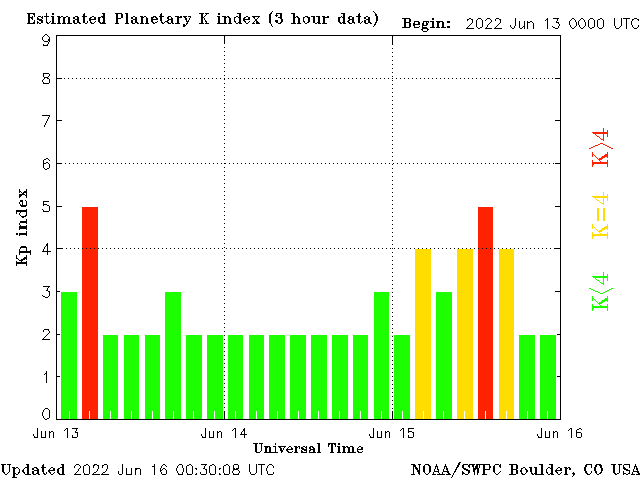 Estimated Planetary K index (3 hour data)
Begin: 2022 Jun 13 0000 UTC
9
8
7
6
5
4
3
2
1
0
Kp index
K>4
K=4
K<4
Jun 13 Jun 14 Jun 15 Jun 16
Universal Time
Updated 2022 Jun 16 00:30:08 UTC
NOAA/SWPC Boulder, CO USA